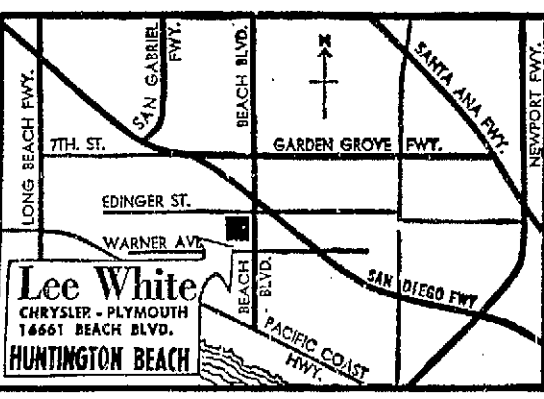 LONG BEACH FWY.
SAN GABRIEL
FWY.
BEACH BLVD.
N
SANTA ANA FWY.
NEWPORT FWY.
7TH. ST.
GARDEN GROVE FWY.
EDINGER ST.
WARNER AVE.
BEACH
BLVD.
SAN DIEGO FWY
PACIFIC COAST
HWY.
Lee White
CHRYSLER - PLYMOUTH
16661 BEACH BLVD.
HUNTINGTON BEACH